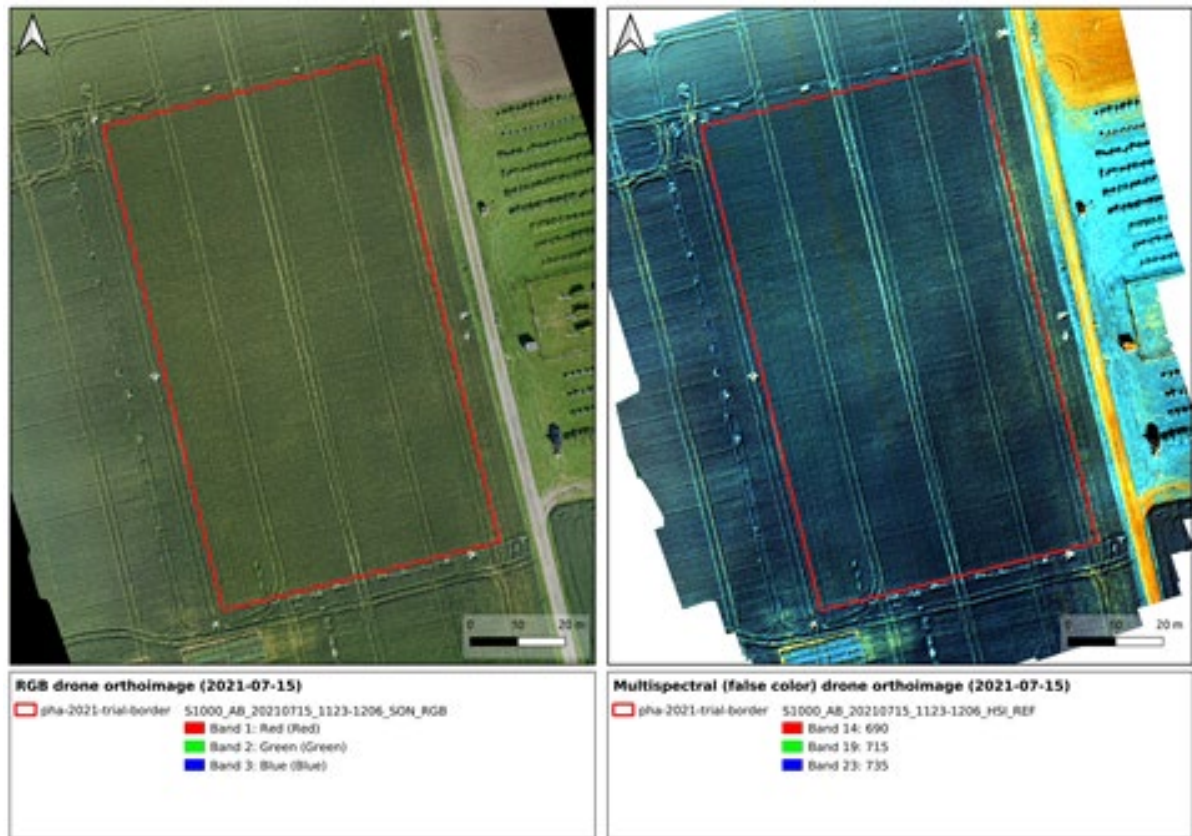 0 10 20 m
0 10 20 m
RGB drone orthoimage (2021-07-15)
pha-2021-trial-border S1000_AB_20210715_1123-1206_SON_RGB
Band 1: Red (Red)
Band 2: Green (Green)
Band 3: Blue (Blue)
Multispectral (false color) drone orthoimage (2021-07-15)
pha-2021-trial-border S1000_AB_20210715_1123-1206_HSI_REF
Band 14: 690
Band 19: 715
Band 23: 735